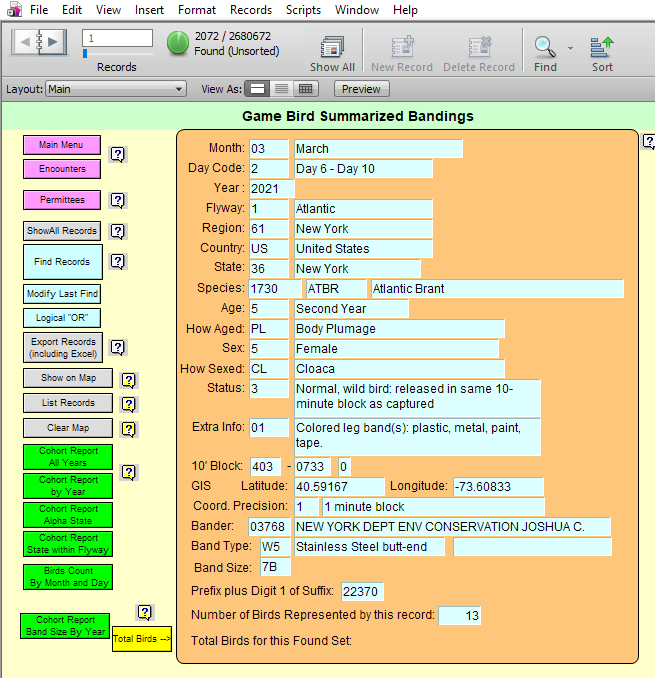 File Edit View Insert Format Records Scripts Window Help
1
2072 / 2680672
Found (Unsorted)
Records
Show All New Record Delete Record Find Sort
Layout: Main View As: Preview
Game Bird Summarized Bandings
Main Menu ?
Encounters
Permittees ?
ShowAll Records ?
Find Records ?
Modify Last Find
Logical "OR"
Export Records
(including Excel) ?
Show on Map ?
List Records ?
Clear Map ?
Cohort Report
All Years
?
Cohort Report
by Year
Cohort Report
Alpha State
Cohort Report
State within Flyway
Birds Count
By Month and Day
?
Cohort Report
Band Size By Year
Total Birds -->
?
Month: 03 March
Day Code: 2 Day 6 - Day 10
Year : 2021
Flyway: 1 Atlantic
Region: 61 New York
Country: US United States
State: 36 New York
Species: 1730 ATBR Atlantic Brant
Age: 5 Second Year
How Aged: PL Body Plumage
Sex: 5 Female
How Sexed: CL Cloaca
Status: 3 Normal, wild bird: released in same 10-
minute block as captured
Extra Info: 01 Colored leg band(s): plastic, metal, paint,
tape.
10' Block: 403 - 0733 0
GIS Latitude: 40.59167 Longitude: -73.60833
Coord. Precision: 1 1 minute block
Bander: 03768 NEW YORK DEPT ENV CONSERVATION JOSHUA C.
Band Type: W5 Stainless Steel butt-end
Band Size: 7B
Prefix plus Digit 1 of Suffix: 22370
Number of Birds Represented by this record: 13
Total Birds for this Found Set: